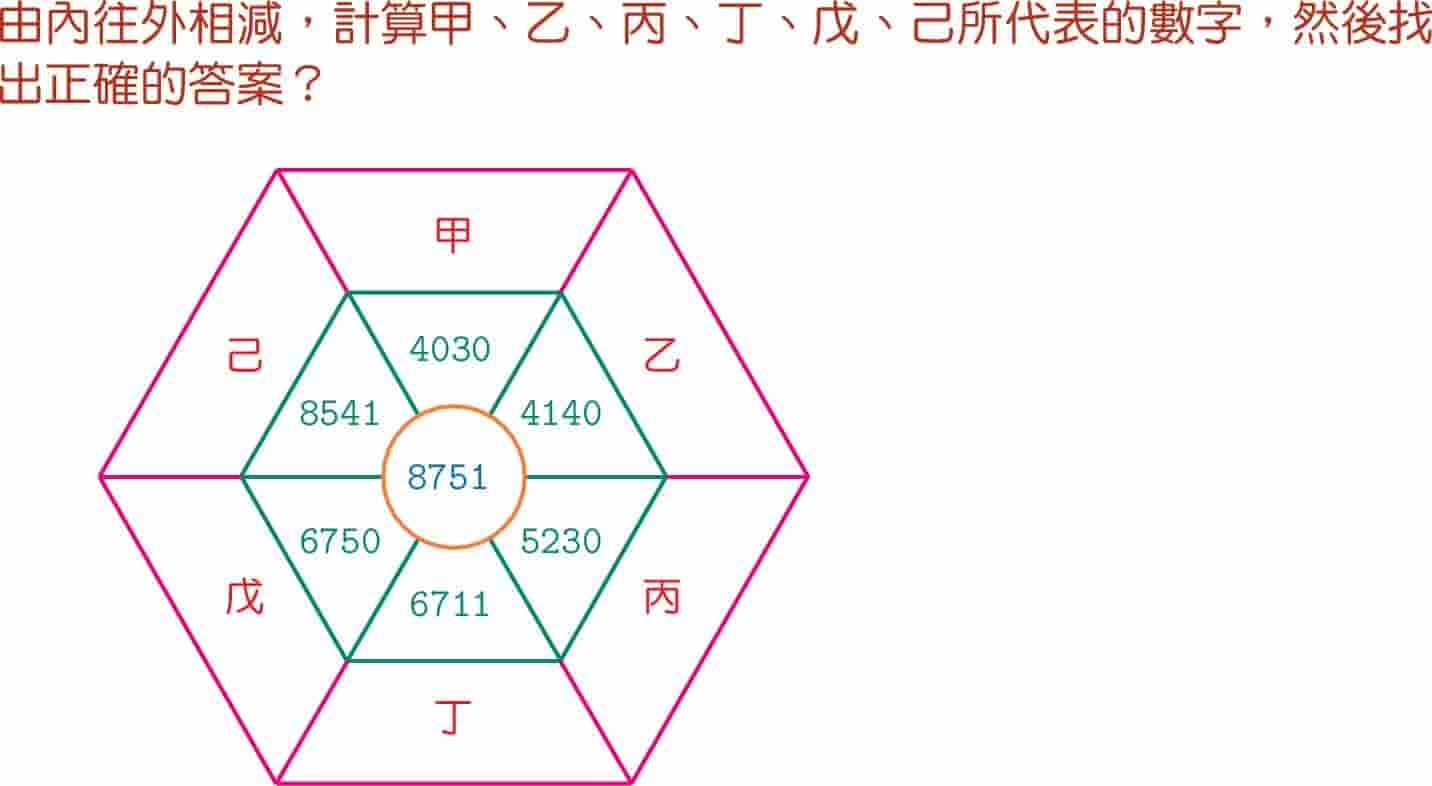 由內往外相減，計算甲、乙、丙、丁、戊、己所代表的數字，然後找
出正確的答案？
甲
己
4030
乙
8541
4140
8751
6750
5230
戊
6711
丙
丁